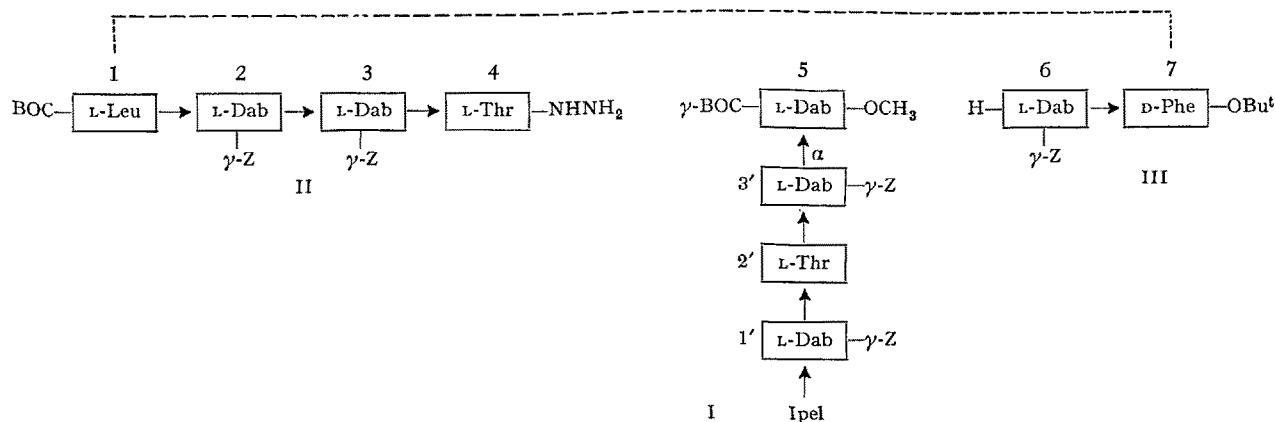 1 2 3 4 5 6 7
BOC— L-Leu → L-Dab → L-Dab → L-Thr —NHNH₂ γ-BOC— L-Dab —OCH₃ H— L-Dab → D-Phe —OBuᵗ
γ-Z γ-Z α γ-Z
II 3′ L-Dab —γ-Z III
2′ L-Thr
1′ L-Dab —γ-Z
I Ipel